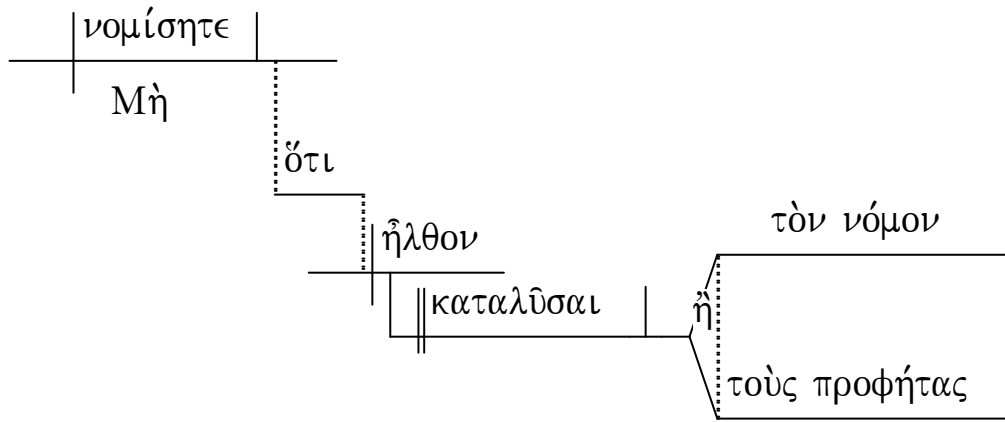 νομίσητε
Μὴ
ὅτι
ἦλθον
τὸν νόμον
καταλῦσαι
ἢ
τοὺς προφήτας